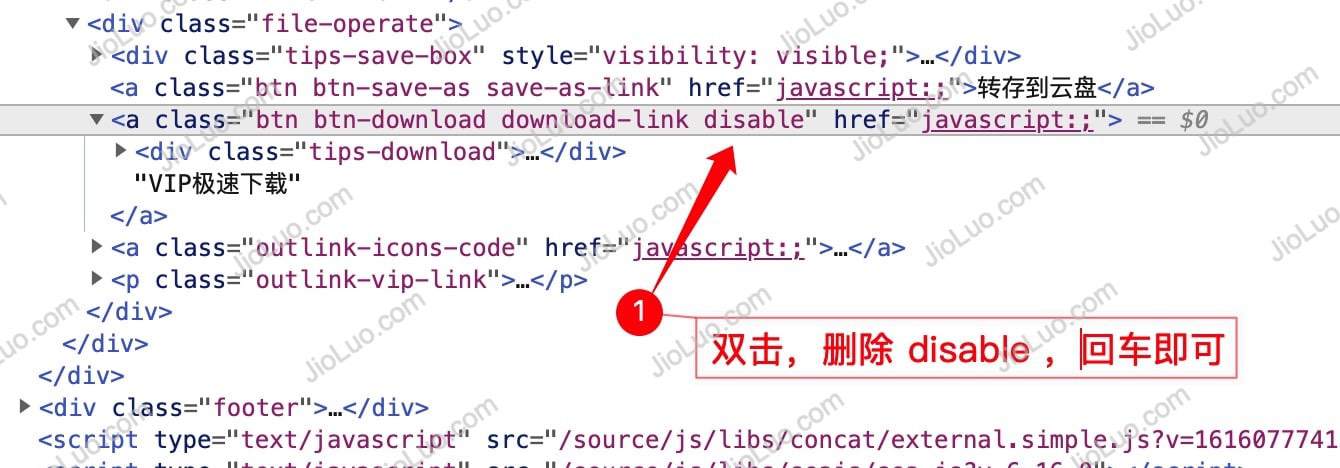 ▼<div class="file-operate">
▶<div class="tips-save-box" style="visibility: visible;">…</div>
<a class="btn btn-save-as save-as-link" href="javascript:;">转存到云盘</a>
▼<a class="btn btn-download download-link disable" href="javascript:;"> == $0
▶<div class="tips-download">…</div>
"VIP极速下载"
</a>
▶<a class="outlink-icons-code" href="javascript:;">…</a>
▶<p class="outlink-vip-link">…</p>
</div>
1
双击，删除 disable ，回车即可
</div>
</div>
▶<div class="footer">…</div>
<script type="text/javascript" src="/source/js/libs/concat/external.simple.js?v=1616077741
JioLuo.com